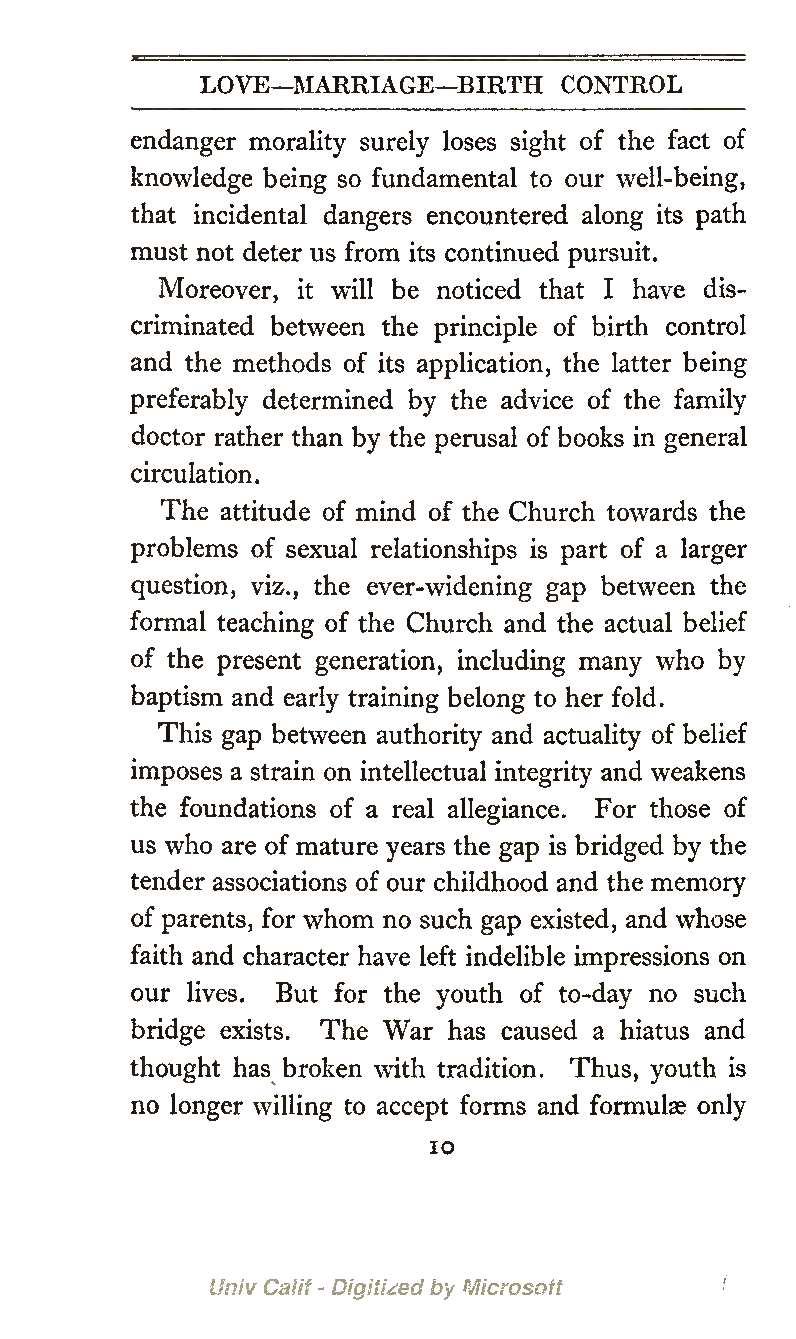 LOVE—MARRIAGE—BIRTH CONTROL
endanger morality surely loses sight of the fact of
knowledge being so fundamental to our well-being,
that incidental dangers encountered along its path
must not deter us from its continued pursuit.
Moreover, it will be noticed that I have dis-
criminated between the principle of birth control
and the methods of its application, the latter being
preferably determined by the advice of the family
doctor rather than by the perusal of books in general
circulation.
The attitude of mind of the Church towards the
problems of sexual relationships is part of a larger
question, viz., the ever-widening gap between the
formal teaching of the Church and the actual belief
of the present generation, including many who by
baptism and early training belong to her fold.
This gap between authority and actuality of belief
imposes a strain on intellectual integrity and weakens
the foundations of a real allegiance. For those of
us who are of mature years the gap is bridged by the
tender associations of our childhood and the memory
of parents, for whom no such gap existed, and whose
faith and character have left indelible impressions on
our lives. But for the youth of to-day no such
bridge exists. The War has caused a hiatus and
thought has broken with tradition. Thus, youth is
no longer willing to accept forms and formulæ only
10
Univ Calif - Digitized by Microsoft